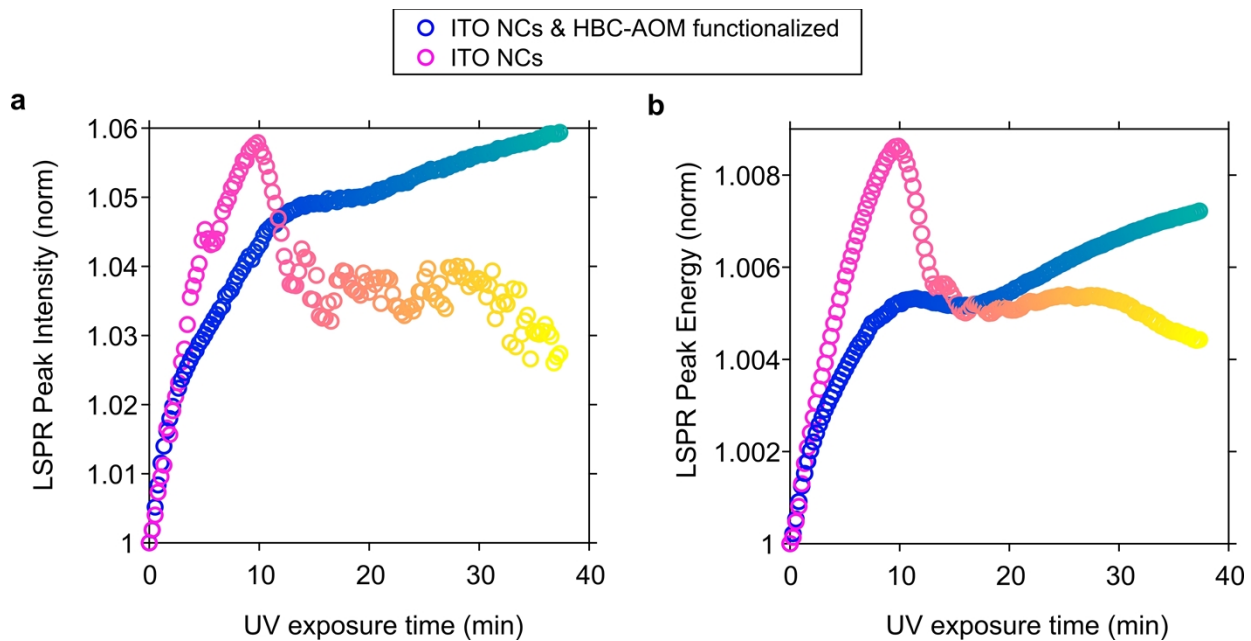 ITO NCs & HBC-AOM functionalized
ITO NCs
a
LSPR Peak Intensity (norm)
1.06
1.05
1.04
1.03
1.02
1.01
1
0 10 20 30 40
UV exposure time (min)
b
LSPR Peak Energy (norm)
1.008
1.006
1.004
1.002
1
0 10 20 30 40
UV exposure time (min)